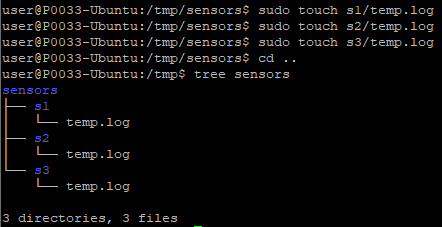 user@P0033-Ubuntu:/tmp/sensors$ sudo touch s1/temp.log
user@P0033-Ubuntu:/tmp/sensors$ sudo touch s2/temp.log
user@P0033-Ubuntu:/tmp/sensors$ sudo touch s3/temp.log
user@P0033-Ubuntu:/tmp/sensors$ cd ..
user@P0033-Ubuntu:/tmp$ tree sensors
sensors
├── s1
│   └── temp.log
├── s2
│   └── temp.log
└── s3
    └── temp.log

3 directories, 3 files